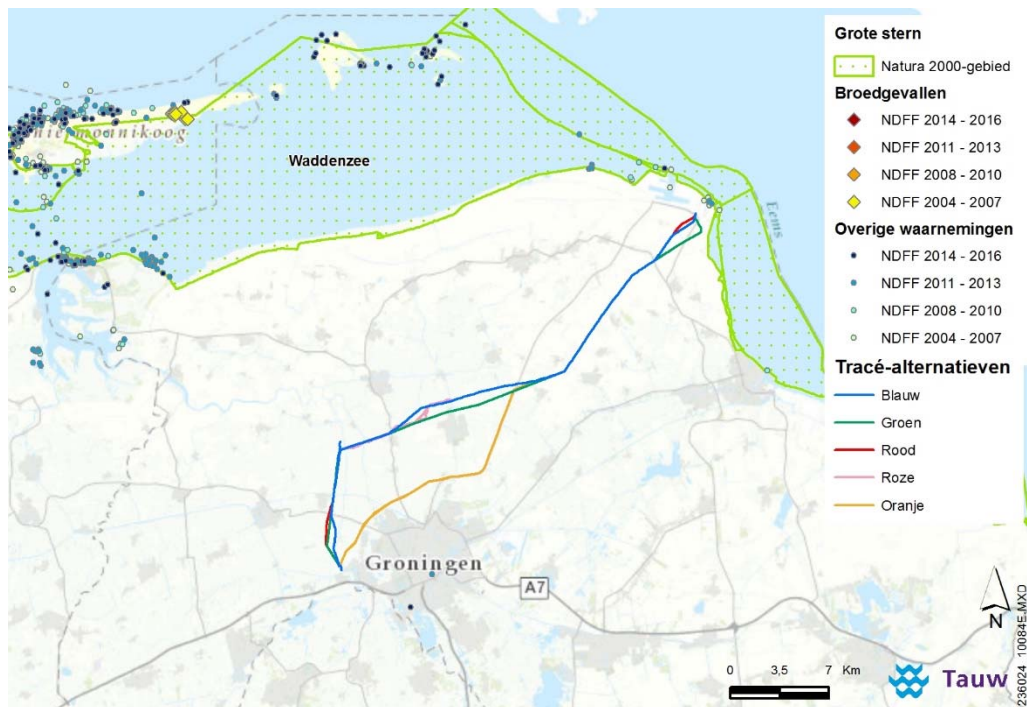 Grote stern
Natura 2000-gebied
Broedgevallen
NDFF 2014 - 2016
NDFF 2011 - 2013
NDFF 2008 - 2010
NDFF 2004 - 2007
Overige waarnemingen
NDFF 2014 - 2016
NDFF 2011 - 2013
NDFF 2008 - 2010
NDFF 2004 - 2007
Tracé-alternatieven
Blauw
Groen
Rood
Roze
Oranje
Waddenzee
Eems
Groningen
A7
N
0 3,5 7 Km
Tauw
236024_100845.MXD